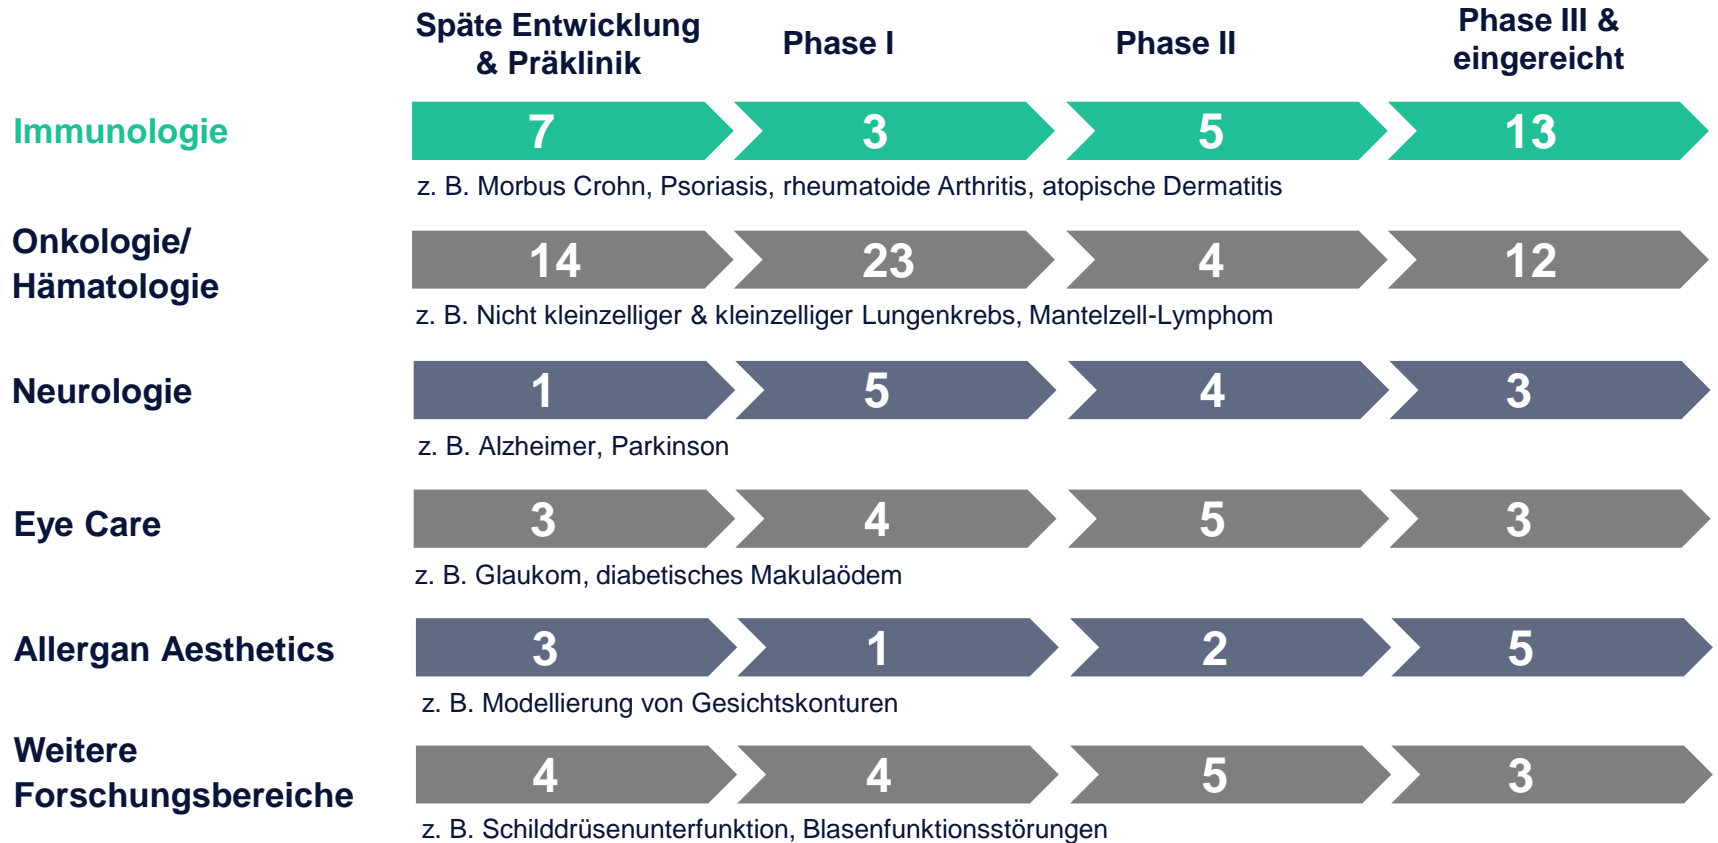 Späte Entwicklung
& Präklinik
Phase I
Phase II
Phase III &
eingereicht
Immunologie
7
3
5
13
z. B. Morbus Crohn, Psoriasis, rheumatoide Arthritis, atopische Dermatitis
Onkologie/
Hämatologie
14
23
4
12
z. B. Nicht kleinzelliger & kleinzelliger Lungenkrebs, Mantelzell-Lymphom
Neurologie
1
5
4
3
z. B. Alzheimer, Parkinson
Eye Care
3
4
5
3
z. B. Glaukom, diabetisches Makulaödem
Allergan Aesthetics
3
1
2
5
z. B. Modellierung von Gesichtskonturen
Weitere
Forschungsbereiche
4
4
5
3
z. B. Schilddrüsenunterfunktion, Blasenfunktionsstörungen